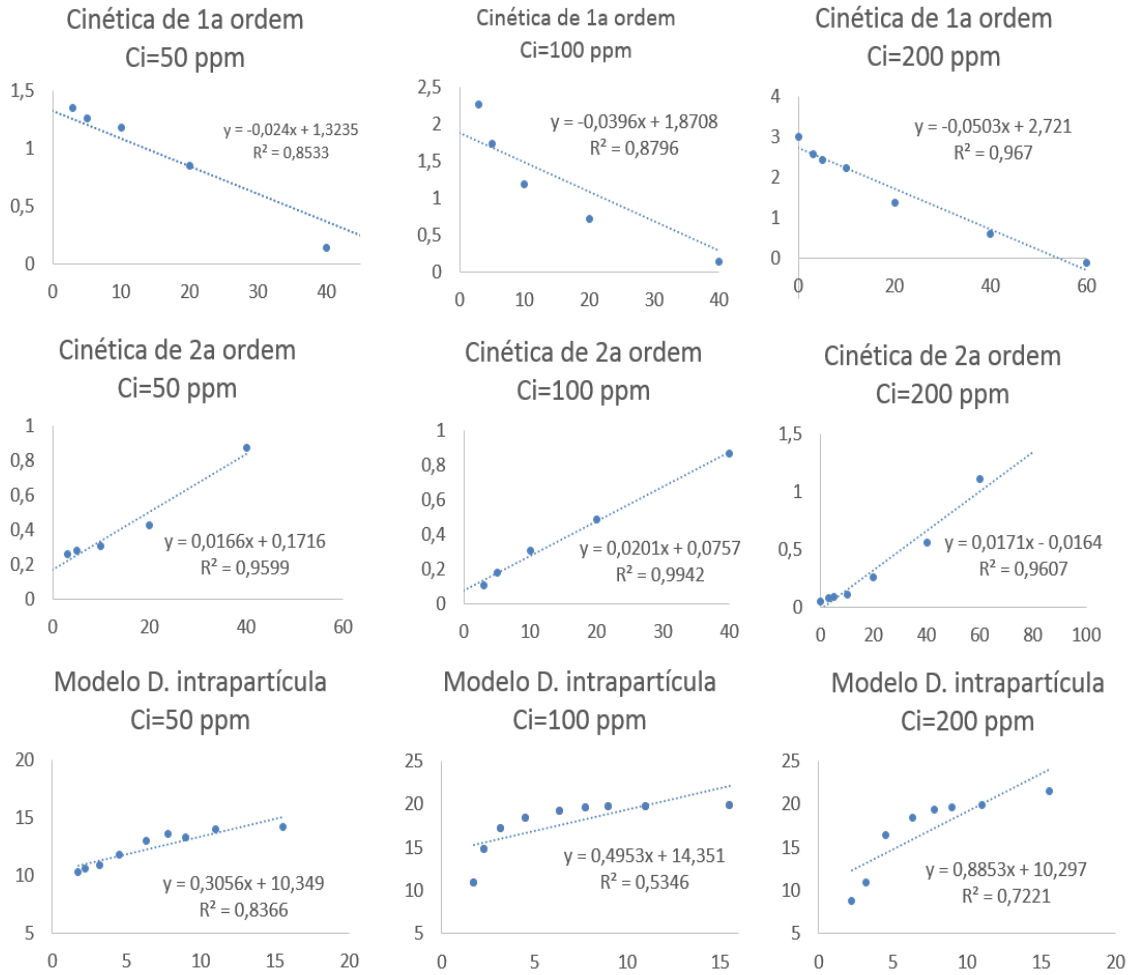 Cinética de 1a ordem
Ci=50 ppm
1,5
1
0,5
0
0
20
40
y = -0,024x + 1,3235
R² = 0,8533
Cinética de 1a ordem
Ci=100 ppm
2,5
2
1,5
1
0,5
0
0
10
20
30
40
y = -0,0396x + 1,8708
R² = 0,8796
Cinética de 1a ordem
Ci=200 ppm
4
3
2
1
0
0
20
40
60
y = -0,0503x + 2,721
R² = 0,967
Cinética de 2a ordem
Ci=50 ppm
1
0,8
0,6
0,4
0,2
0
0
20
40
60
y = 0,0166x + 0,1716
R² = 0,9599
Cinética de 2a ordem
Ci=100 ppm
1
0,8
0,6
0,4
0,2
0
0
10
20
30
40
y = 0,0201x + 0,0757
R² = 0,9942
Cinética de 2a ordem
Ci=200 ppm
1,5
1
0,5
0
0
20
40
60
80
100
y = 0,0171x - 0,0164
R² = 0,9607
Modelo D. intrapartícula
Ci=50 ppm
20
15
10
5
0
5
10
15
20
y = 0,3056x + 10,349
R² = 0,8366
Modelo D. intrapartícula
Ci=100 ppm
25
20
15
10
5
0
5
10
15
y = 0,4953x + 14,351
R² = 0,5346
Modelo D. intrapartícula
Ci=200 ppm
25
20
15
10
5
0
5
10
15
20
y = 0,8853x + 10,297
R² = 0,7221